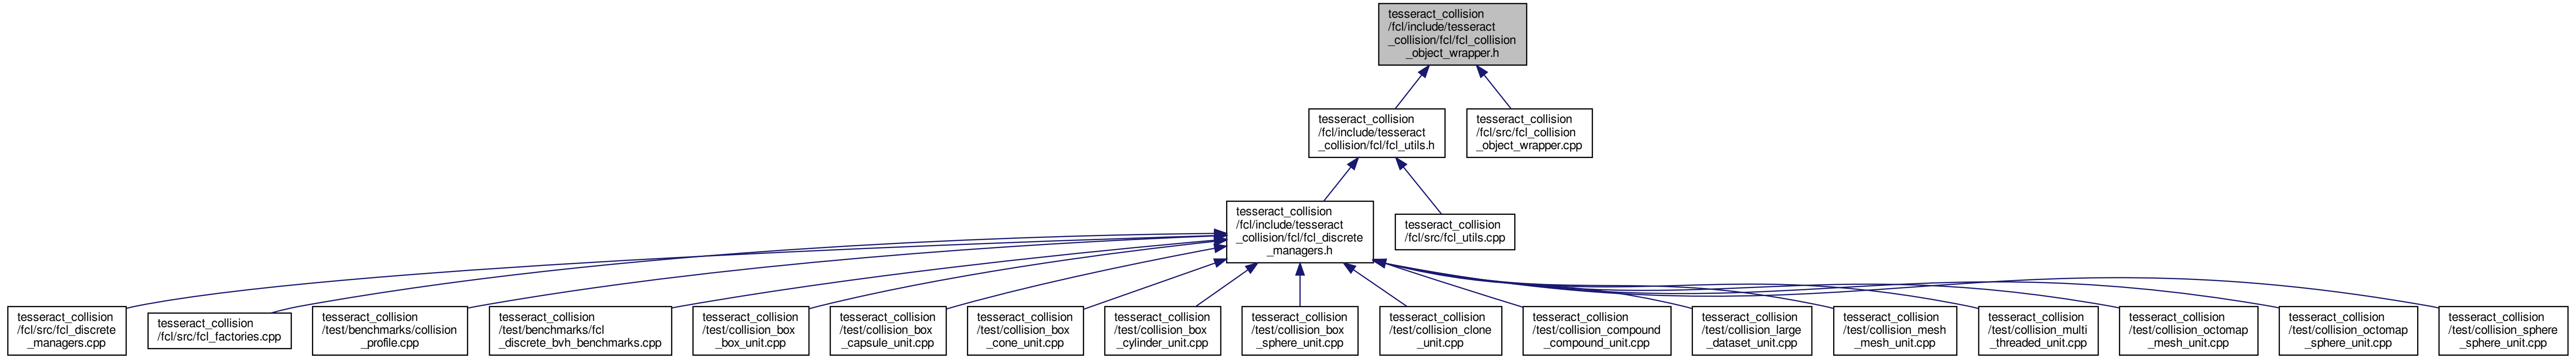 tesseract_collision
/fcl/include/tesseract
_collision/fcl/fcl_collision
_object_wrapper.h
tesseract_collision
/fcl/include/tesseract
_collision/fcl/fcl_utils.h
tesseract_collision
/fcl/src/fcl_collision
_object_wrapper.cpp
tesseract_collision
/fcl/include/tesseract
_collision/fcl/fcl_discrete
_managers.h
tesseract_collision
/fcl/src/fcl_utils.cpp
tesseract_collision
/fcl/src/fcl_discrete
_managers.cpp
tesseract_collision
/fcl/src/fcl_factories.cpp
tesseract_collision
/test/benchmarks/collision
_profile.cpp
tesseract_collision
/test/benchmarks/fcl
_discrete_bvh_benchmarks.cpp
tesseract_collision
/test/collision_box
_box_unit.cpp
tesseract_collision
/test/collision_box
_capsule_unit.cpp
tesseract_collision
/test/collision_box
_cone_unit.cpp
tesseract_collision
/test/collision_box
_cylinder_unit.cpp
tesseract_collision
/test/collision_box
_sphere_unit.cpp
tesseract_collision
/test/collision_clone
_unit.cpp
tesseract_collision
/test/collision_compound
_compound_unit.cpp
tesseract_collision
/test/collision_large
_dataset_unit.cpp
tesseract_collision
/test/collision_mesh
_mesh_unit.cpp
tesseract_collision
/test/collision_multi
_threaded_unit.cpp
tesseract_collision
/test/collision_octomap
_mesh_unit.cpp
tesseract_collision
/test/collision_octomap
_sphere_unit.cpp
tesseract_collision
/test/collision_sphere
_sphere_unit.cpp